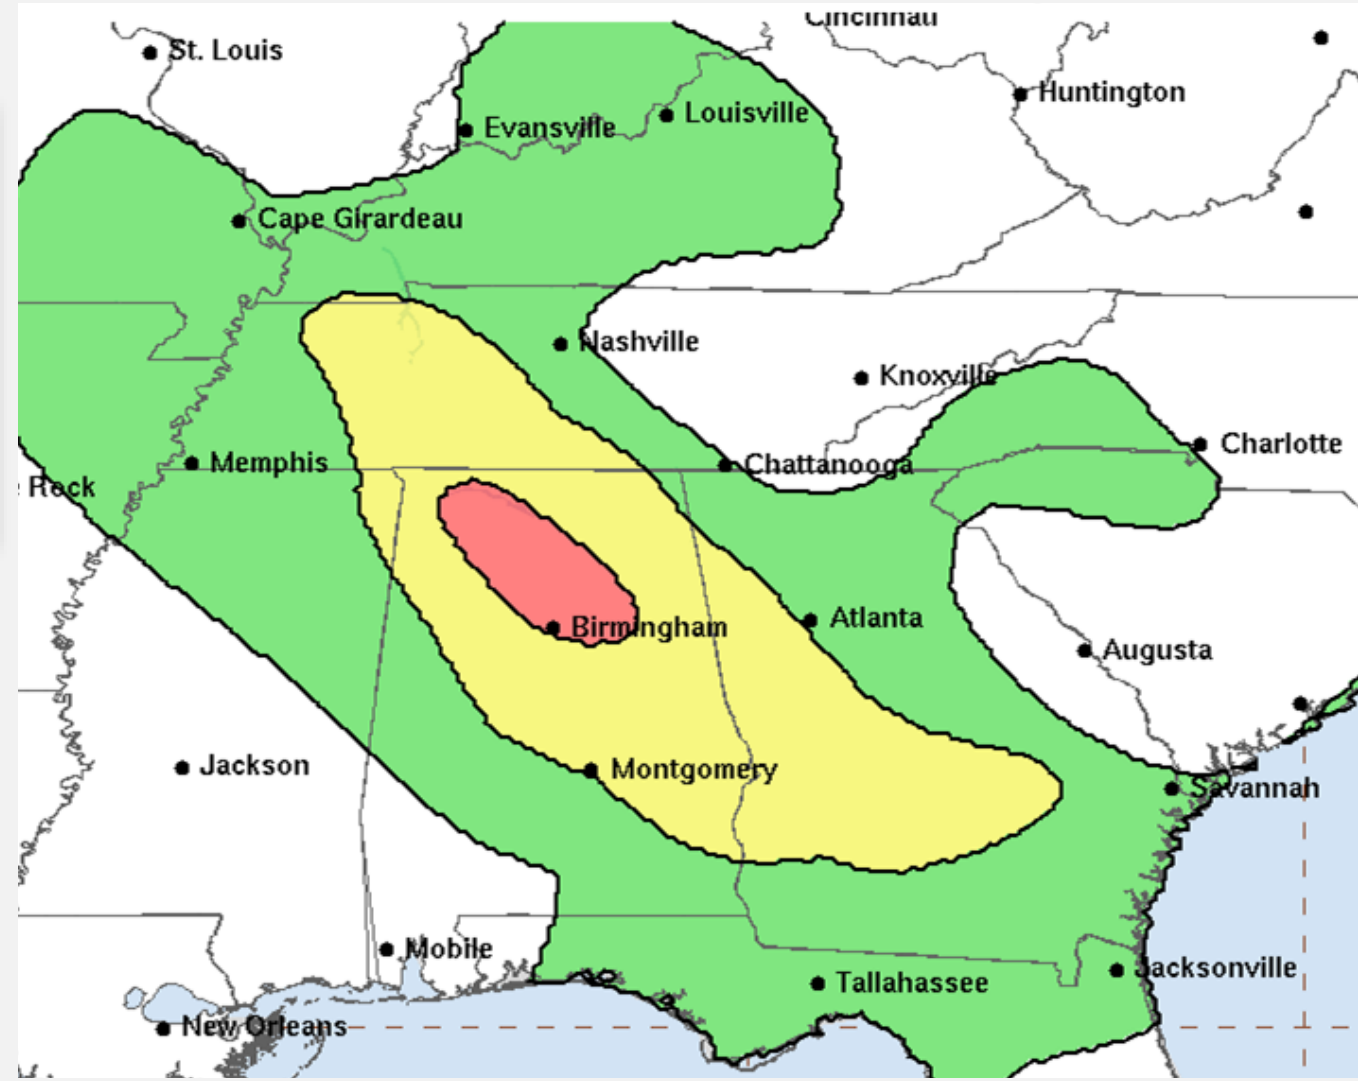 Cincinnati
St. Louis
Huntington
Evansville
Louisville
Cape Girardeau
Nashville
Knoxville
Charlotte
Memphis
Chattanooga
Rock
Birmingham
Atlanta
Augusta
Jackson
Montgomery
Savannah
Mobile
Jacksonville
Tallahassee
New Orleans